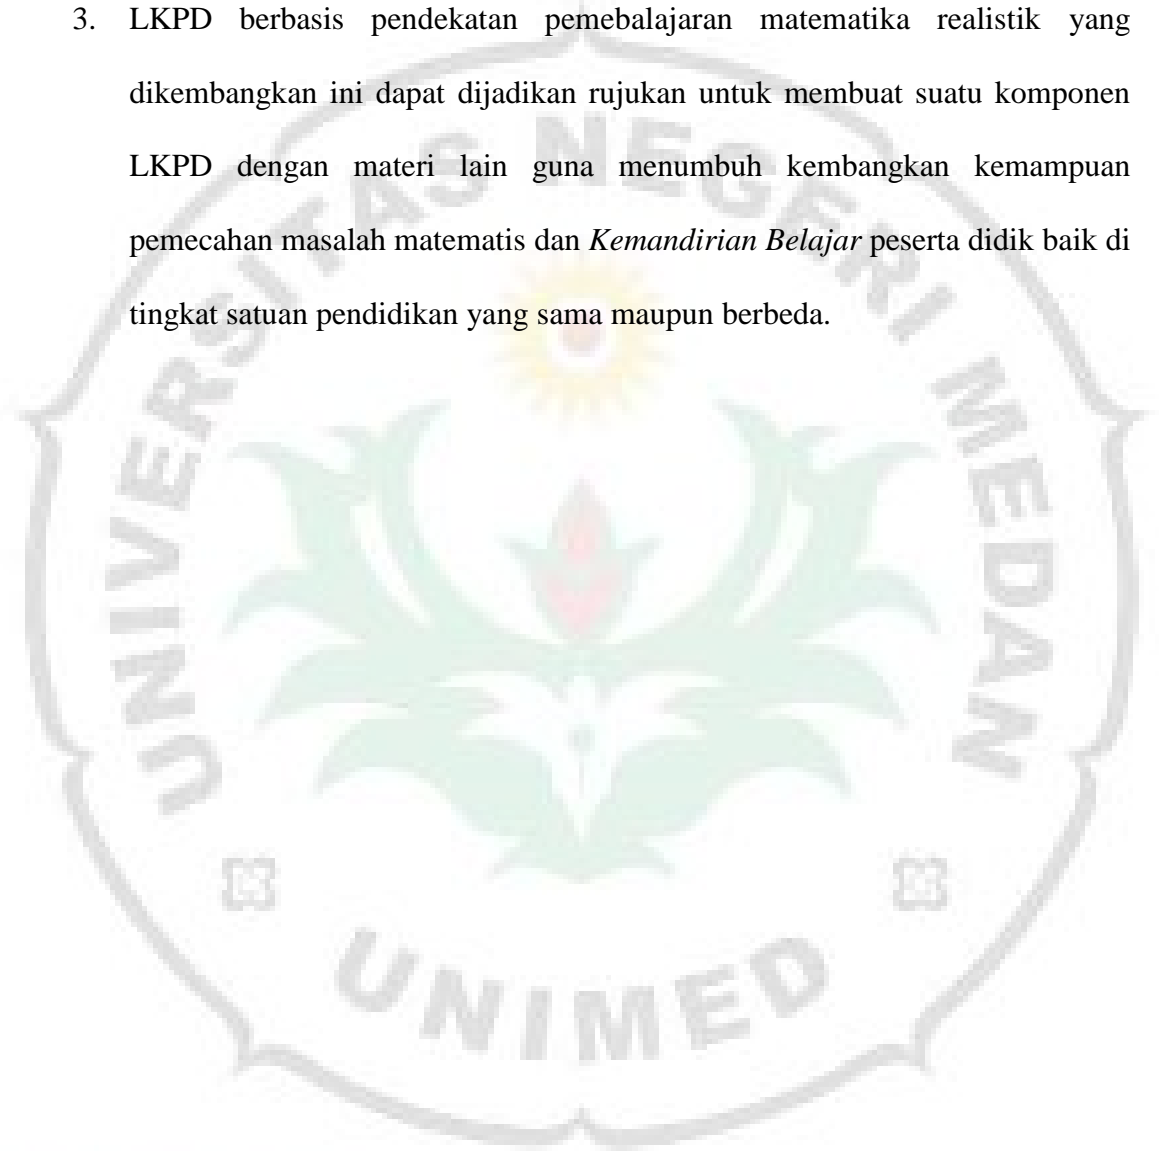 3. LKPD berbasis pendekatan pemebalajaran matematika realistik yang
dikembangkan ini dapat dijadikan rujukan untuk membuat suatu komponen
LKPD dengan materi lain guna menumbuh kembangkan kemampuan
pemecahan masalah matematis dan Kemandirian Belajar peserta didik baik di
tingkat satuan pendidikan yang sama maupun berbeda.
UNIVERSITAS NEGERI MEDAN
UNIMED